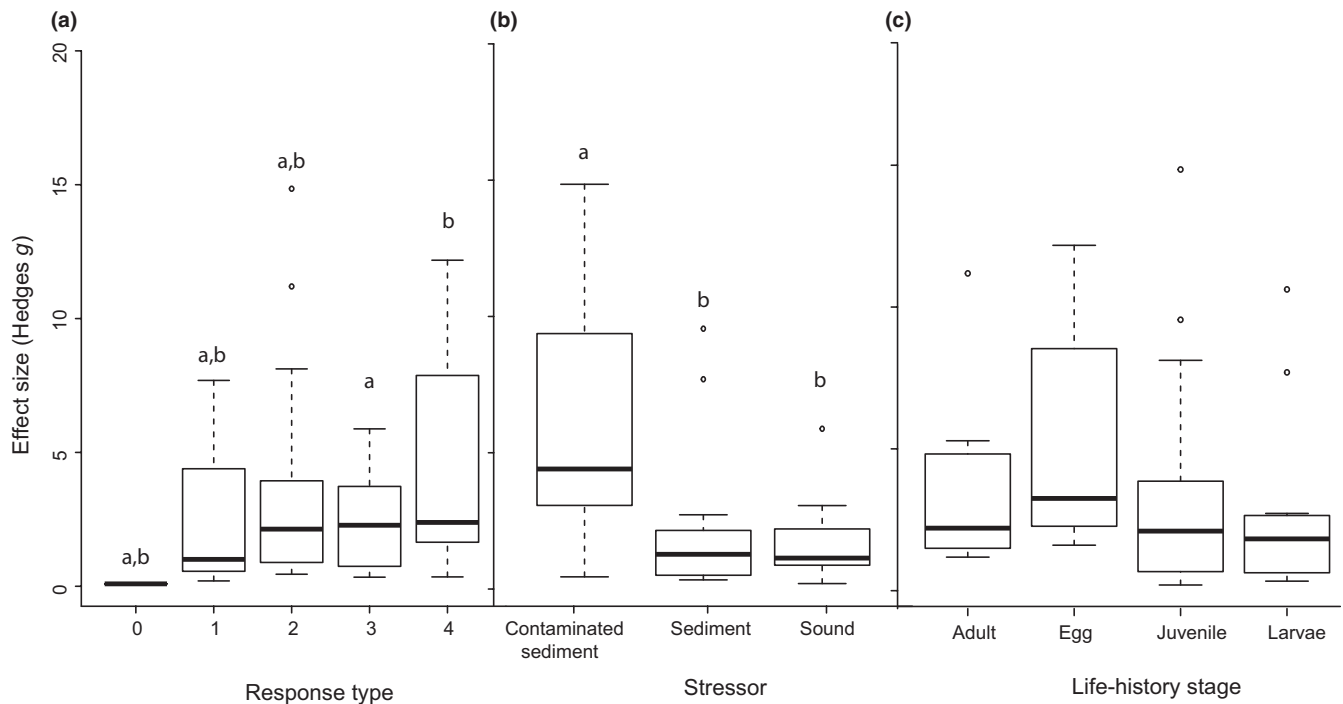 (a)
(b)
(c)
Effect size (Hedges g)
20
15
10
5
0
a,b
a,b
a,b
a
b
0 1 2 3 4
Response type
a
b
b
Contaminated sediment
Sediment
Sound
Stressor
Adult Egg Juvenile Larvae
Life-history stage